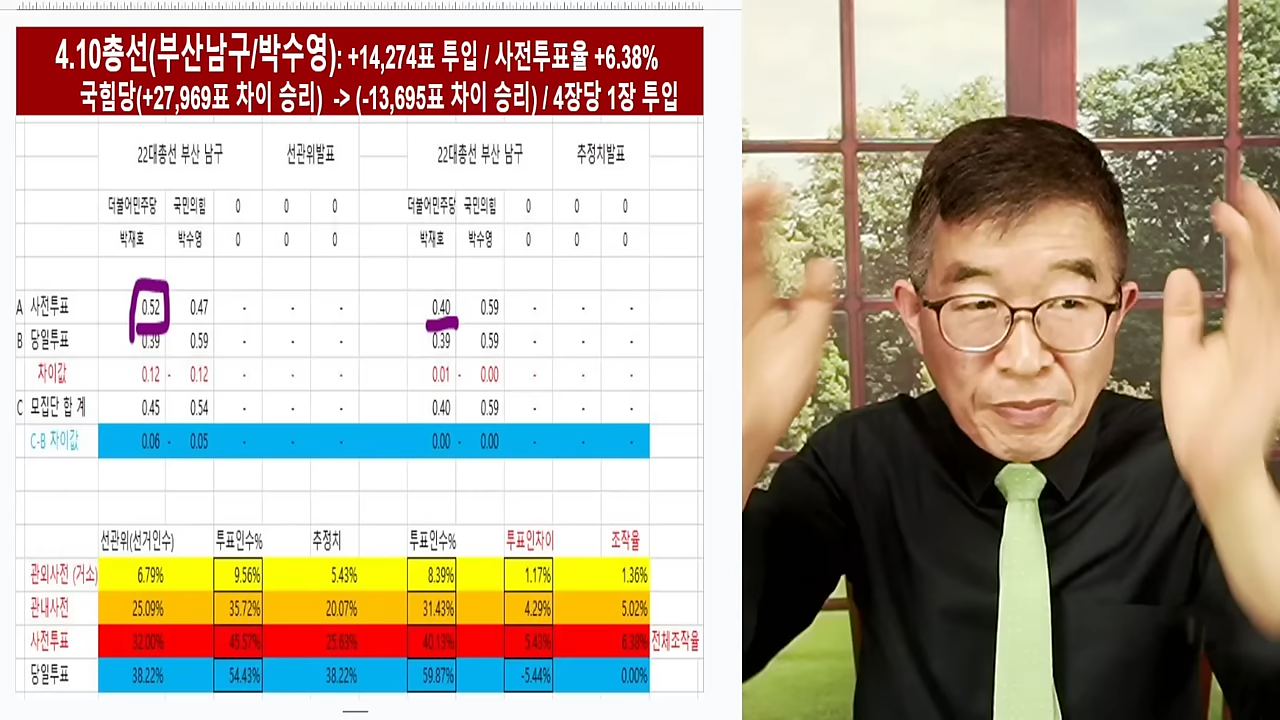 4.10총선(부산남구/박수영): +14,274표 투입 / 사전투표율 +6.38%
국힘당(+27,969표 차이 승리) -> (-13,695표 차이 승리) / 4장당 1장 투입
22대총선 부산 남구 선관위발표 22대총선 부산 남구 추정치발표
더불어민주당 국민의힘 0 0 0 더불어민주당 국민의힘 0 0 0
박재호 박수영 0 0 0 박재호 박수영 0 0 0
A 사전투표 0.52 0.47 - - - 0.40 0.59 - - -
B 당일투표 0.39 0.59 - - - 0.39 0.59 - - -
차이값 0.12 - 0.12 - - - 0.01 - 0.00 - - -
C 모집단 합 계 0.45 0.54 - - - 0.40 0.59 - - -
C-B 차이값 0.06 - 0.05 - - - 0.00 - 0.00 - - -
선관위(선거인수) 투표인수% 추정치 투표인수% 투표인차이 조작율
관외사전 (거소) 6.79% 9.56% 5.43% 8.39% 1.17% 1.36%
관내사전 25.09% 35.72% 20.07% 31.43% 4.29% 5.02%
사전투표 32.00% 45.57% 25.63% 40.13% 5.43% 6.38% 전체조작율
당일투표 38.22% 54.43% 38.22% 59.87% -5.44% 0.00%